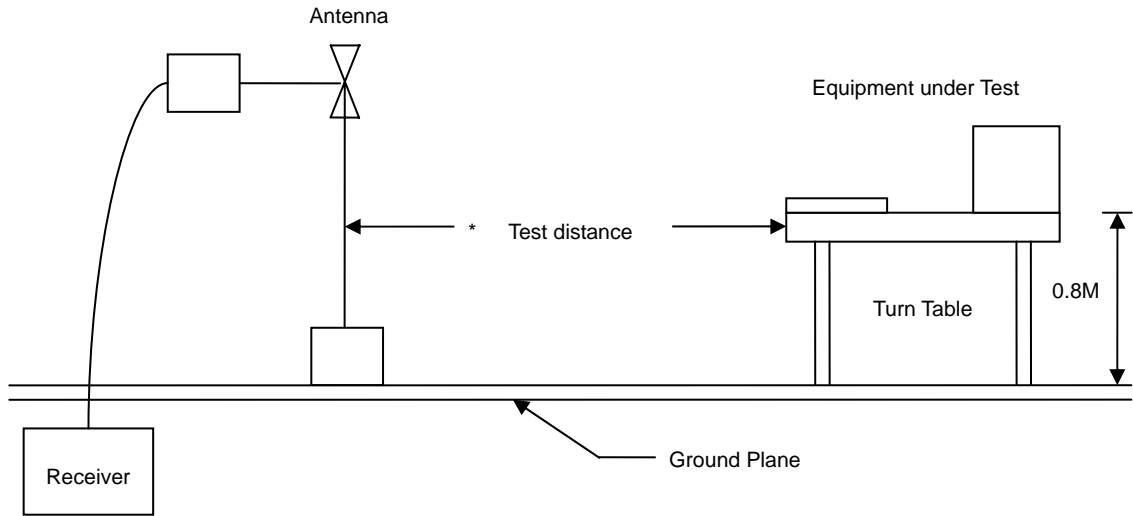 Antenna
Equipment under Test
* Test distance
0.8M
Turn Table
Ground Plane
Receiver